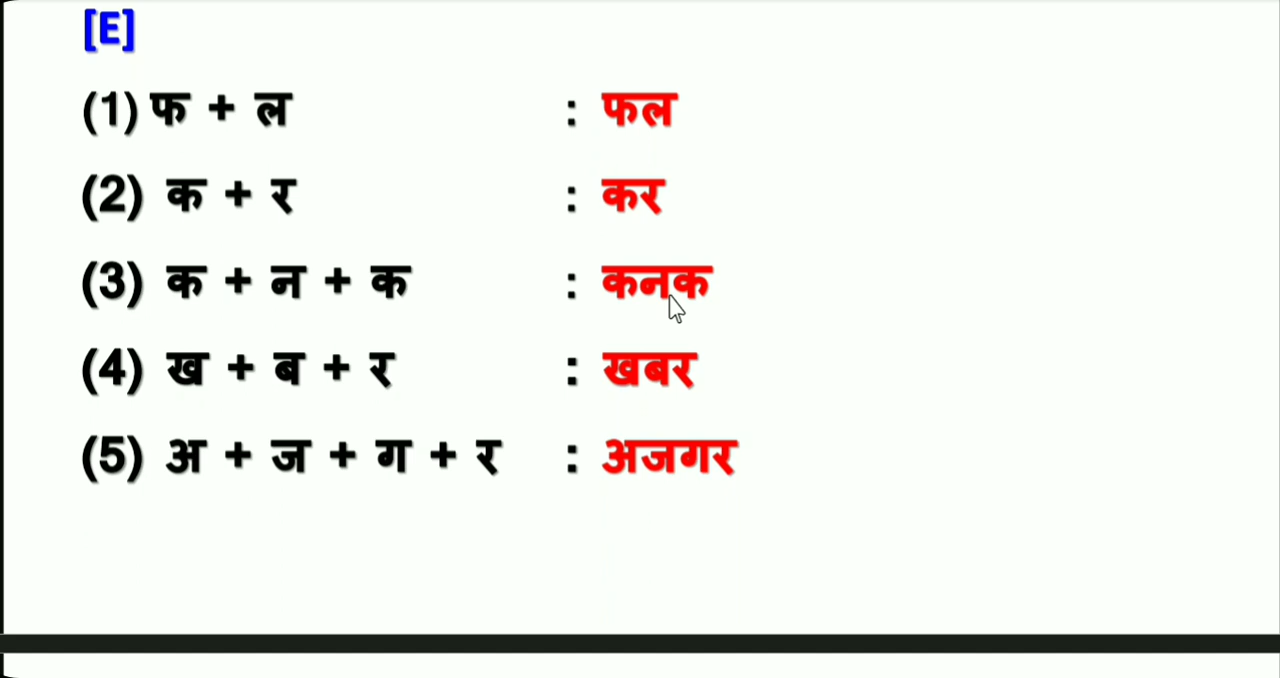 [E]
(1) फ + ल : फल
(2) क + र : कर
(3) क + न + क : कनक
(4) ख + ब + र : खबर
(5) अ + ज + ग + र : अजगर